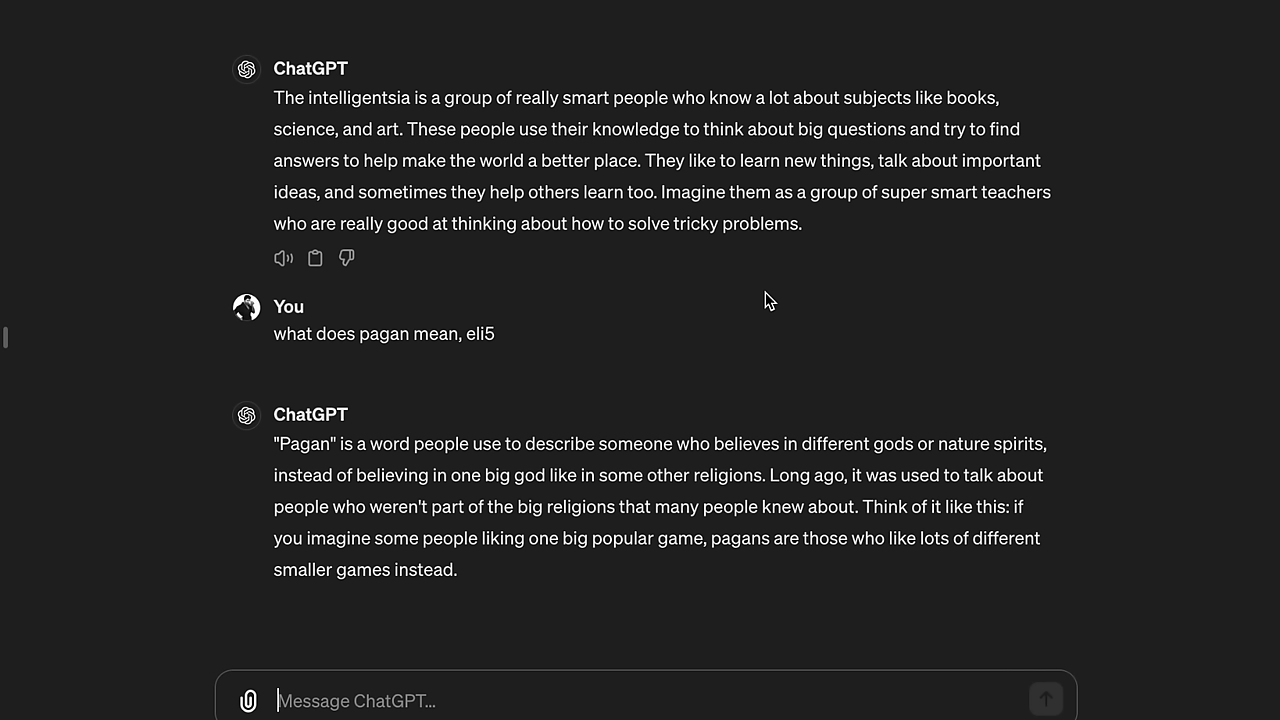 ChatGPT
The intelligentsia is a group of really smart people who know a lot about subjects like books,
science, and art. These people use their knowledge to think about big questions and try to find
answers to help make the world a better place. They like to learn new things, talk about important
ideas, and sometimes they help others learn too. Imagine them as a group of super smart teachers
who are really good at thinking about how to solve tricky problems.
You
what does pagan mean, eli5
ChatGPT
"Pagan" is a word people use to describe someone who believes in different gods or nature spirits,
instead of believing in one big god like in some other religions. Long ago, it was used to talk about
people who weren't part of the big religions that many people knew about. Think of it like this: if
you imagine some people liking one big popular game, pagans are those who like lots of different
smaller games instead.
Message ChatGPT...